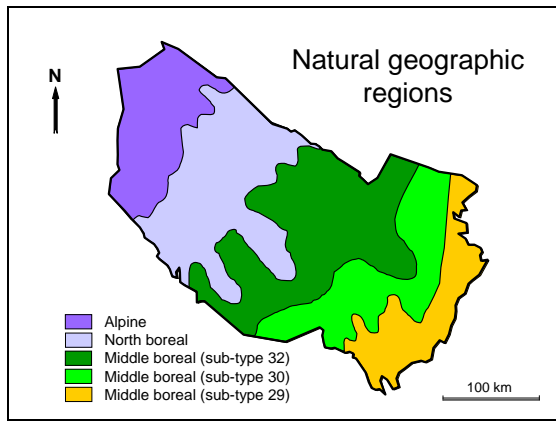 Natural geographic
regions
N
Alpine
North boreal
Middle boreal (sub-type 32)
Middle boreal (sub-type 30)
Middle boreal (sub-type 29)
100 km